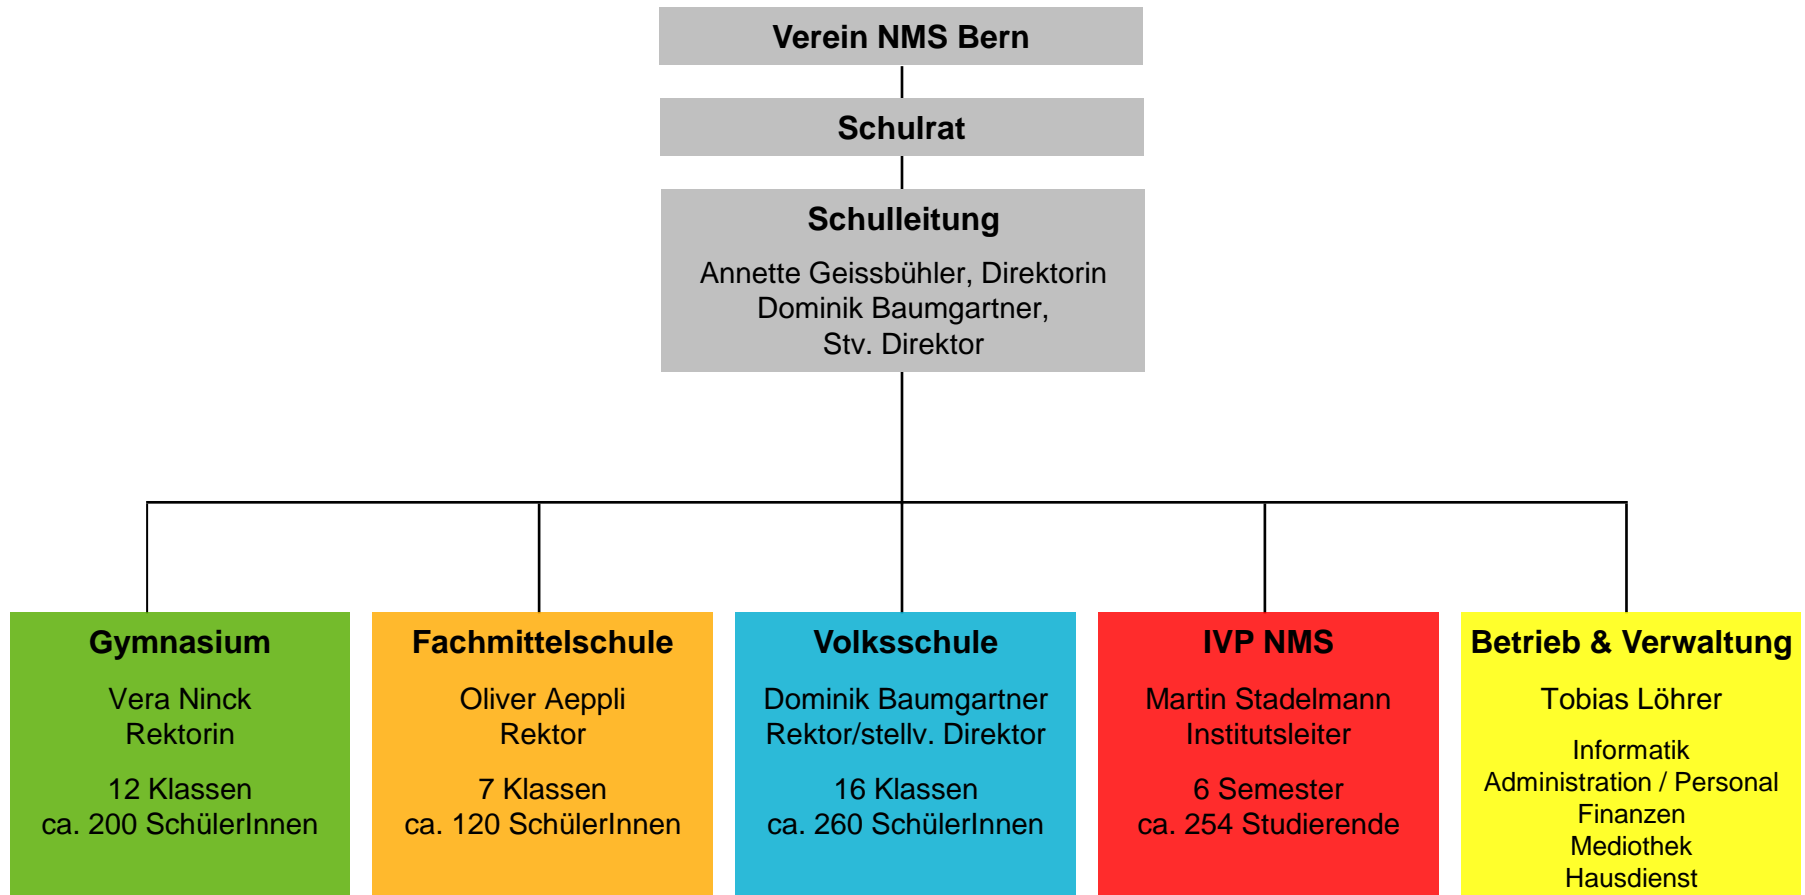 Verein NMS Bern
Schulrat
Schulleitung
Annette Geissbühler, Direktorin
Dominik Baumgartner,
Stv. Direktor
Gymnasium
Vera Ninck
Rektorin
12 Klassen
ca. 200 SchülerInnen
Fachmittelschule
Oliver Aeppli
Rektor
7 Klassen
ca. 120 SchülerInnen
Volksschule
Dominik Baumgartner
Rektor/stellv. Direktor
16 Klassen
ca. 260 SchülerInnen
IVP NMS
Martin Stadelmann
Institutsleiter
6 Semester
ca. 254 Studierende
Betrieb & Verwaltung
Tobias Löhrer
Informatik
Administration / Personal
Finanzen
Mediothek
Hausdienst